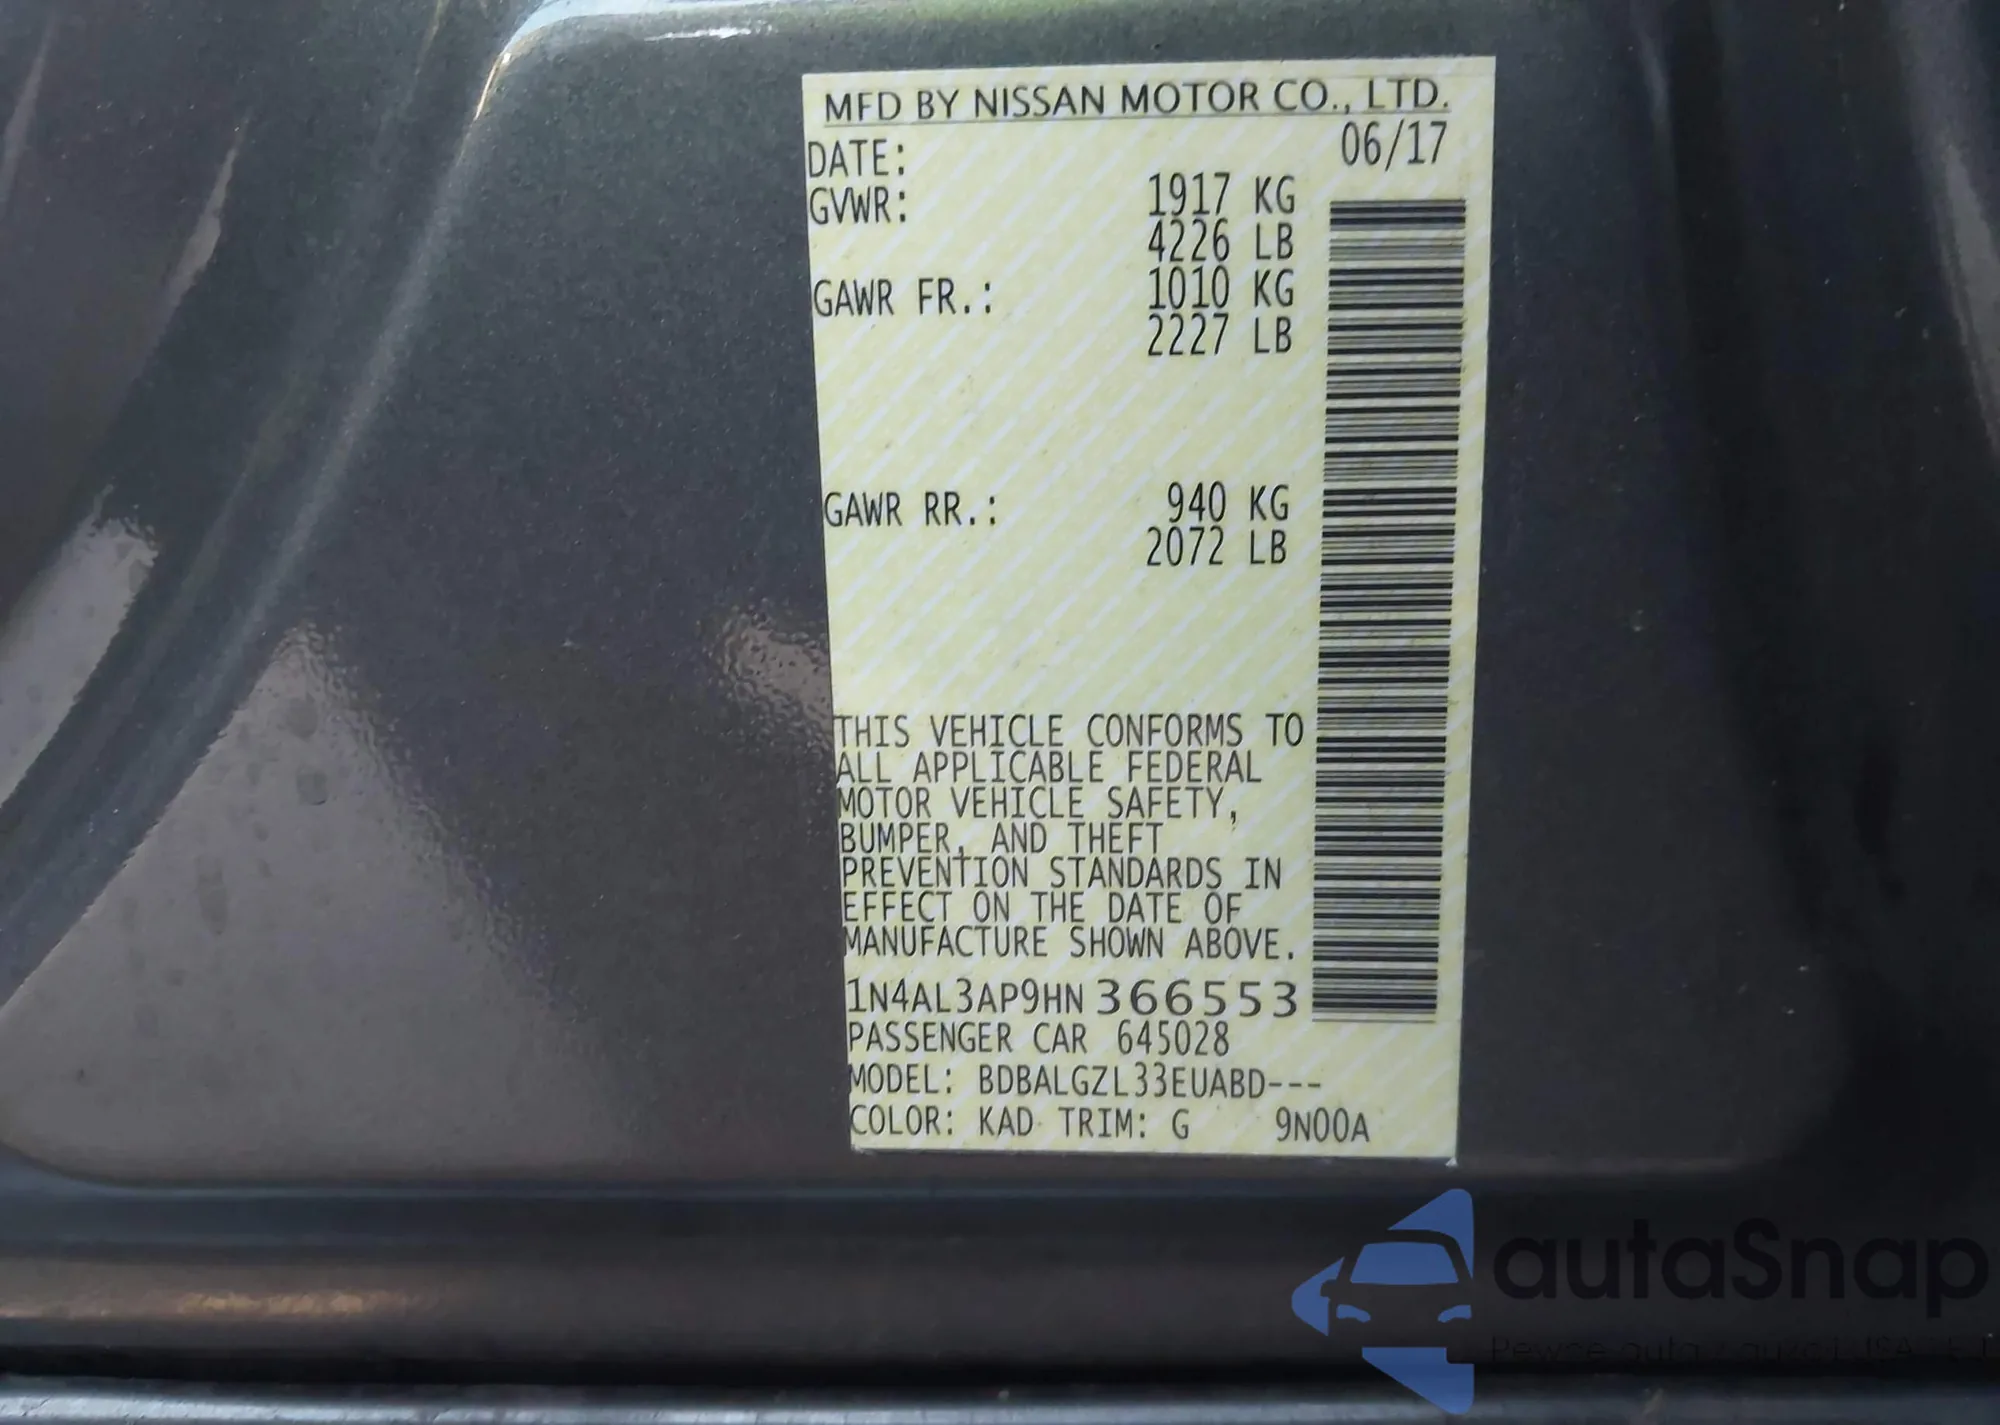 MFD BY NISSAN MOTOR CO., LTD.
DATE: 06/17
GVWR: 1917 KG
4226 LB
GAWR FR.: 1010 KG
2227 LB
GAWR RR.: 940 KG
2072 LB
THIS VEHICLE CONFORMS TO
ALL APPLICABLE FEDERAL
MOTOR VEHICLE SAFETY,
BUMPER, AND THEFT
PREVENTION STANDARDS IN
EFFECT ON THE DATE OF
MANUFACTURE SHOWN ABOVE.
1N4AL3AP9HN366553
PASSENGER CAR 645028
MODEL: BDBALGZL33EUABD---
COLOR: KAD TRIM: G 9N00A
autaSnap
Pewne auta z